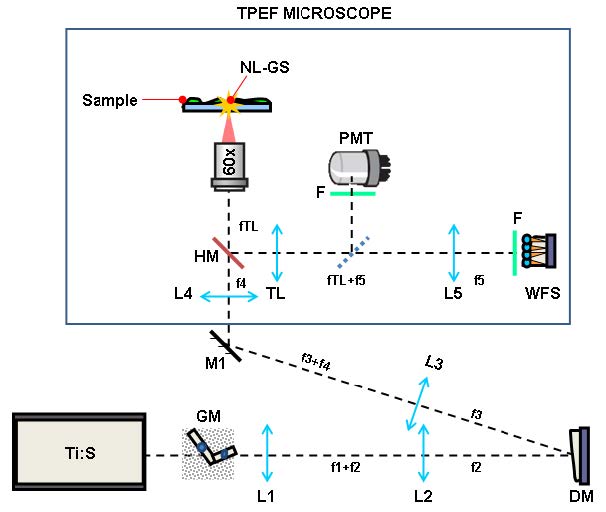 TPEF MICROSCOPE
NL-GS
Sample
60x
PMT
F
fTL
F
HM
f4
fTL+f5
f5
L4
TL
L5
WFS
M1
f3+f4
L3
f3
GM
Ti:S
f1+f2
f2
L1
L2
DM